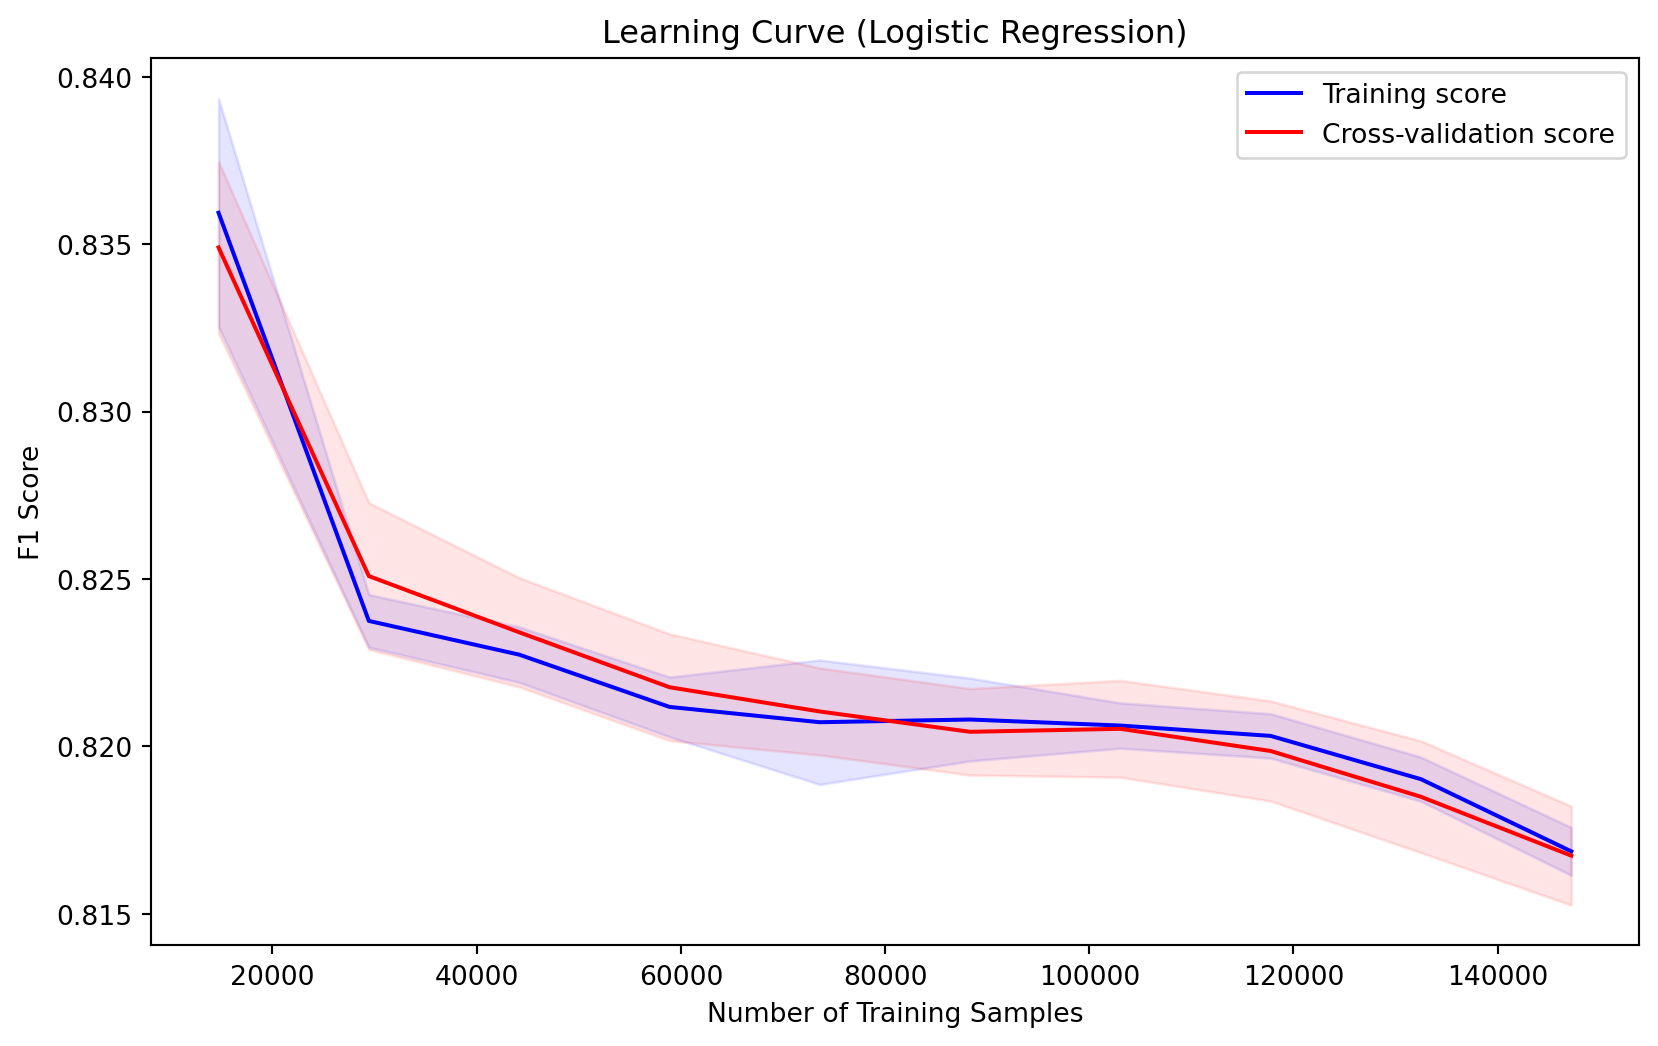 Learning Curve (Logistic Regression)
Training score
Cross-validation score
F1 Score
0.840
0.835
0.830
0.825
0.820
0.815
20000 40000 60000 80000 100000 120000 140000
Number of Training Samples